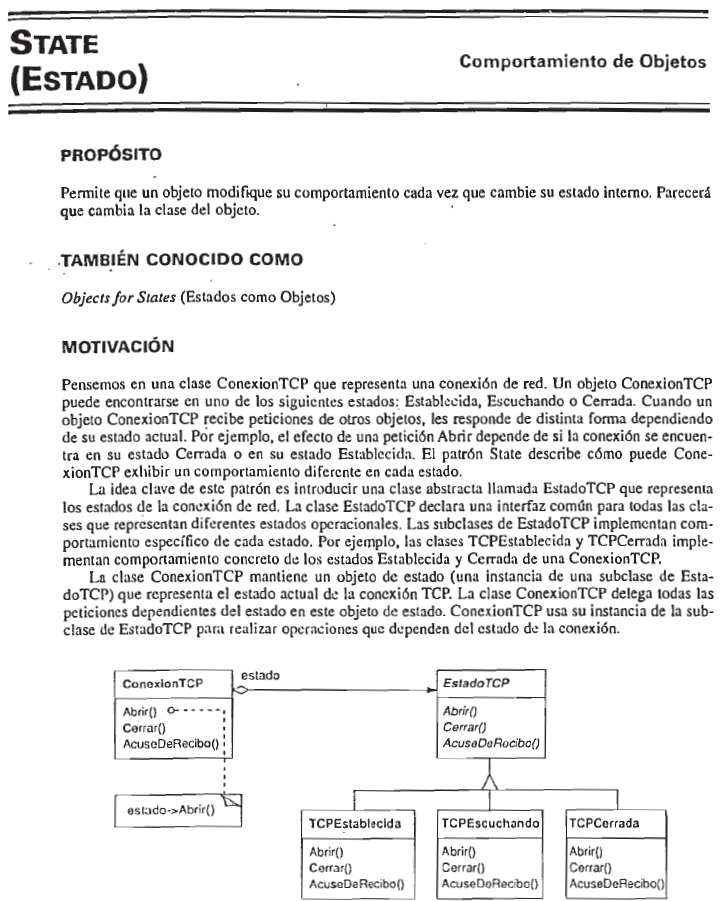 STATE
(ESTADO)
Comportamiento de Objetos
PROPÓSITO
Permite que un objeto modifique su comportamiento cada vez que cambie su estado interno. Parecerá
que cambia la clase del objeto.
TAMBIÉN CONOCIDO COMO
Objects for States (Estados como Objetos)
MOTIVACIÓN
Pensemos en una clase ConexionTCP que representa una conexión de red. Un objeto ConexionTCP
puede encontrarse en uno de los siguientes estados: Establecida, Escuchando o Cerrada. Cuando un
objeto ConexionTCP recibe peticiones de otros objetos, les responde de distinta forma dependiendo
de su estado actual. Por ejemplo, el efecto de una petición Abrir depende de si la conexión se encuen-
tra en su estado Cerrada o en su estado Establecida. El patrón State describe cómo puede Cone-
xionTCP exhibir un comportamiento diferente en cada estado.
La idea clave de este patrón es introducir una clase abstracta llamada EstadoTCP que representa
los estados de la conexión de red. La clase EstadoTCP declara una interfaz común para todas las cla-
ses que representan diferentes estados operacionales. Las subclases de EstadoTCP implementan com-
portamiento específico de cada estado. Por ejemplo, las clases TCPEstablecida y TCPCerrada imple-
mentan comportamiento concreto de los estados Establecida y Cerrada de una ConexionTCP.
La clase ConexionTCP mantiene un objeto de estado (una instancia de una subclase de Esta-
doTCP) que representa el estado actual de la conexión TCP. La clase ConexionTCP delega todas las
peticiones dependientes del estado en este objeto de estado. ConexionTCP usa su instancia de la sub-
clase de EstadoTCP para realizar operaciones que dependen del estado de la conexión.
ConexionTCP
Abrir()
Cerrar()
AcuseDeRecibo()
estado
EstadoTCP
Abrir()
Cerrar()
AcuseDeRecibo()
estado->Abrir()
TCPEstablecida
Abrir()
Cerrar()
AcuseDeRecibo()
TCPEscuchando
Abrir()
Cerrar()
AcuseDeRecibo()
TCPCerrada
Abrir()
Cerrar()
AcuseDeRecibo()